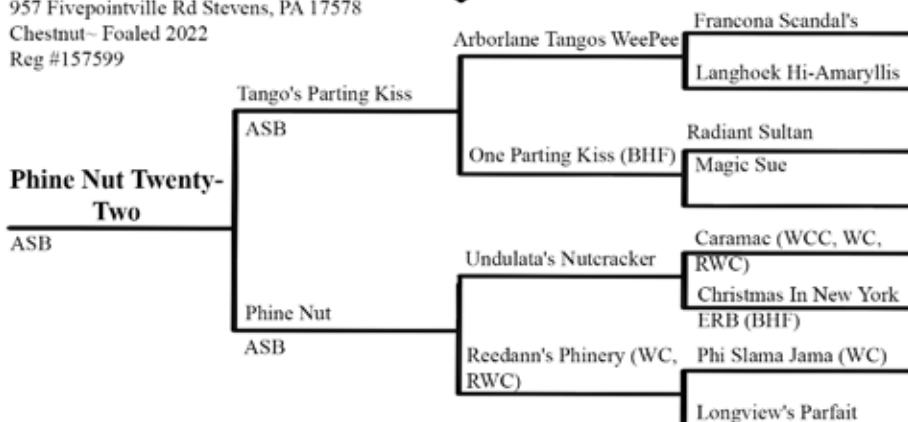 957 Fivepointville Rd Stevens, PA 17578
Chestnut~ Foaled 2022
Reg #157599
Francona Scandal's
Arborlane Tangos WeePee
Langhoek Hi-Amaryllis
Tango's Parting Kiss
ASB
Radiant Sultan
One Parting Kiss (BHF)
Magic Sue
Phine Nut Twenty-
Two
ASB
Caramac (WCC, WC,
RWC)
Undulata's Nutcracker
Christmas In New York
ERB (BHF)
Phine Nut
ASB
Reedann's Phinery (WC,
RWC)
Phi Slama Jama (WC)
Longview's Parfait